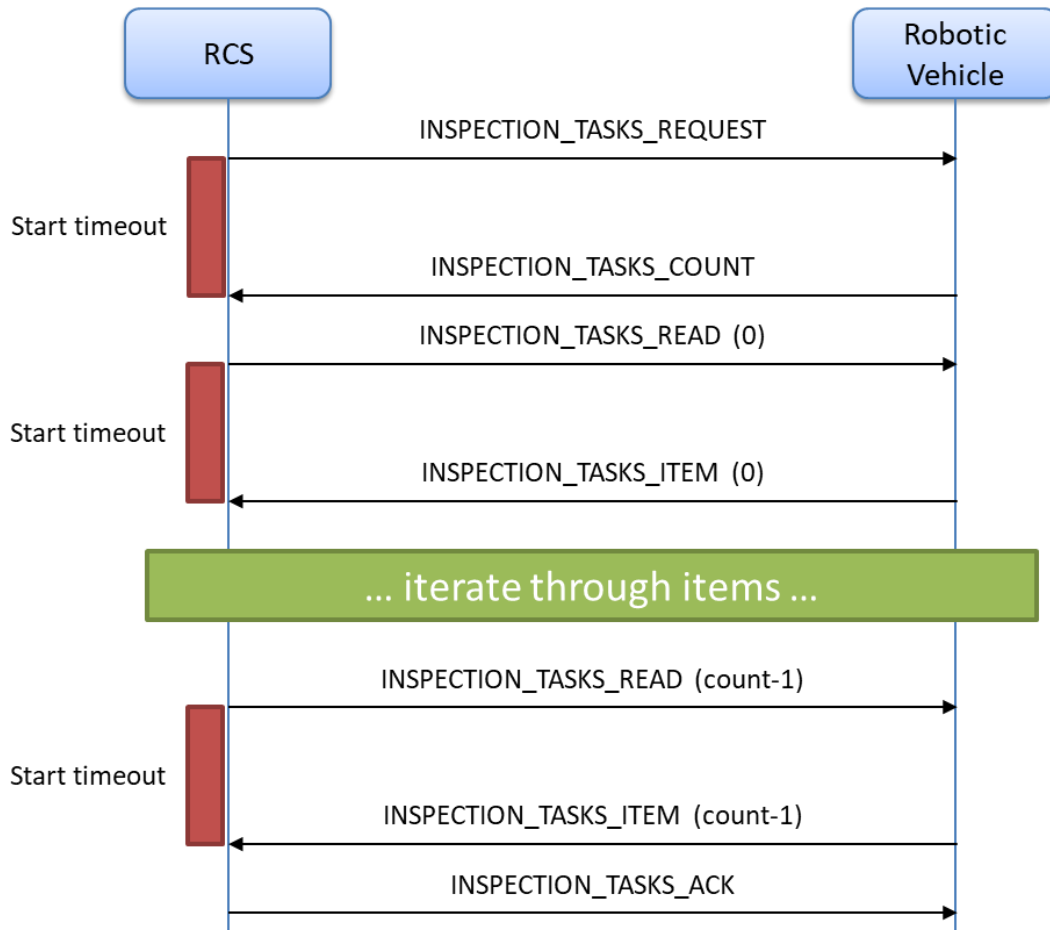 RCS
Robotic
Vehicle
INSPECTION_TASKS_REQUEST
Start timeout
INSPECTION_TASKS_COUNT
INSPECTION_TASKS_READ (0)
Start timeout
INSPECTION_TASKS_ITEM (0)
... iterate through items ...
INSPECTION_TASKS_READ (count-1)
Start timeout
INSPECTION_TASKS_ITEM (count-1)
INSPECTION_TASKS_ACK